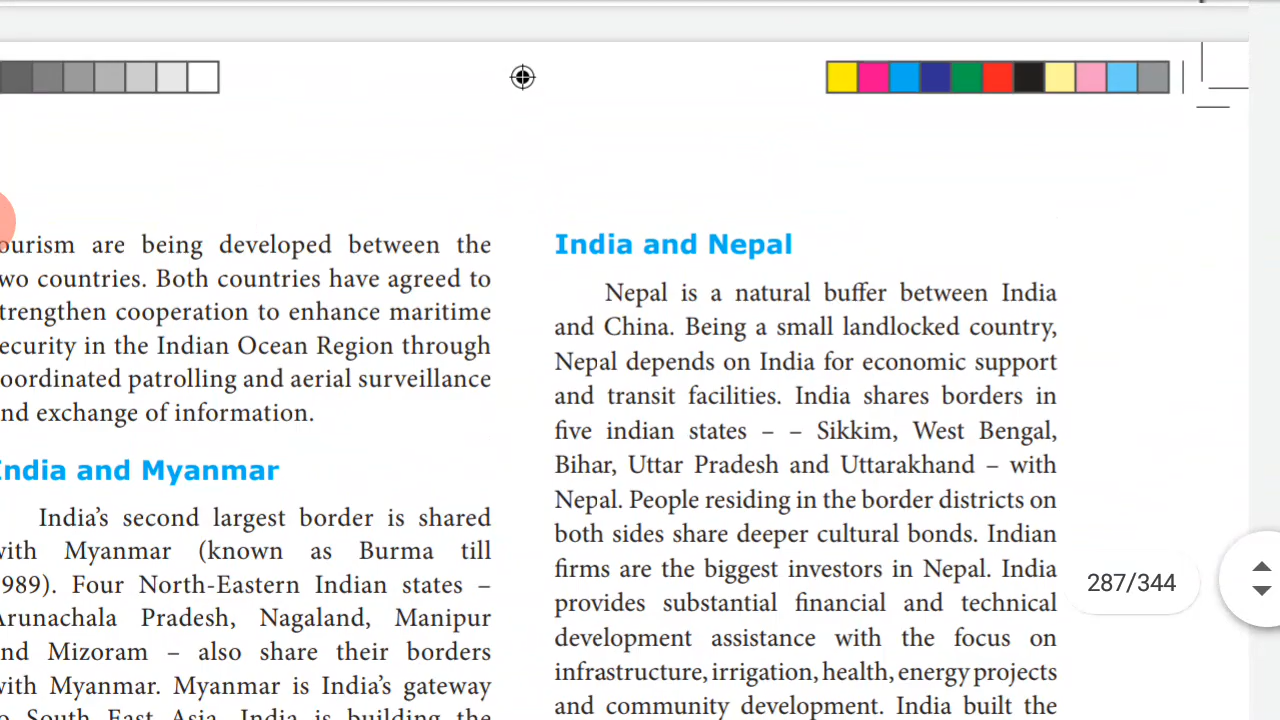 ourism are being developed between the
wo countries. Both countries have agreed to
trengthen cooperation to enhance maritime
ecurity in the Indian Ocean Region through
oordinated patrolling and aerial surveillance
nd exchange of information.
India and Myanmar
India's second largest border is shared
with Myanmar (known as Burma till
1989). Four North-Eastern Indian states –
Arunachala Pradesh, Nagaland, Manipur
nd Mizoram – also share their borders
with Myanmar. Myanmar is India's gateway
o South East Asia. India is building the
India and Nepal
Nepal is a natural buffer between India
and China. Being a small landlocked country,
Nepal depends on India for economic support
and transit facilities. India shares borders in
five indian states – – Sikkim, West Bengal,
Bihar, Uttar Pradesh and Uttarakhand – with
Nepal. People residing in the border districts on
both sides share deeper cultural bonds. Indian
firms are the biggest investors in Nepal. India
provides substantial financial and technical
development assistance with the focus on
infrastructure, irrigation, health, energy projects
and community development. India built the
287/344